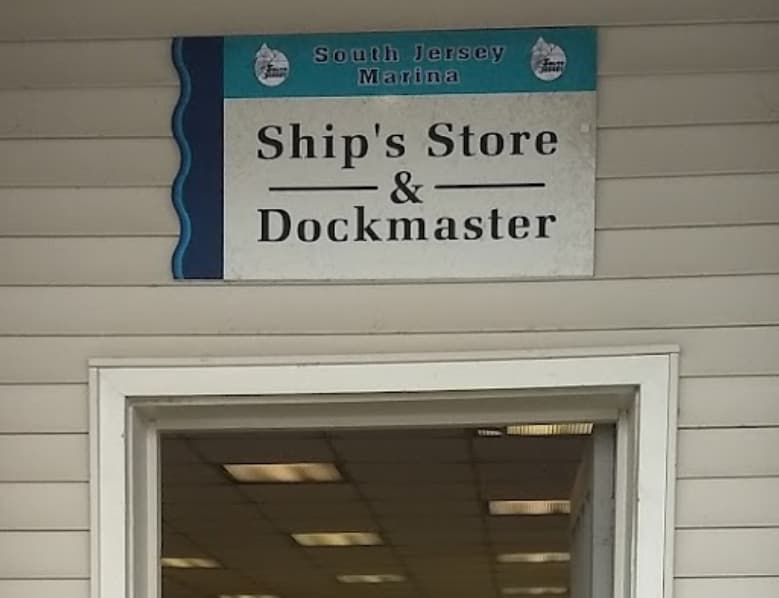 South Jersey
Marina
Ship's Store
&
Dockmaster